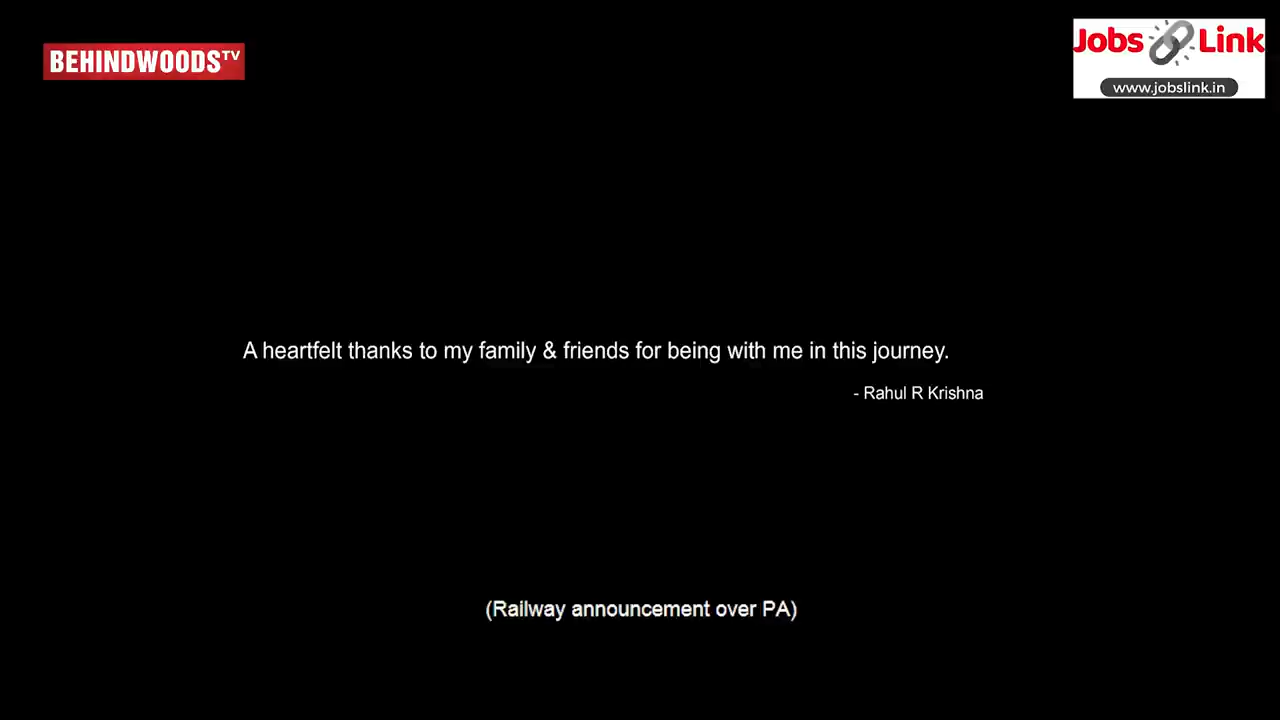 BEHINDWOODS TV
Jobs Link
www.jobslink.in
A heartfelt thanks to my family & friends for being with me in this journey.
- Rahul R Krishna
(Railway announcement over PA)